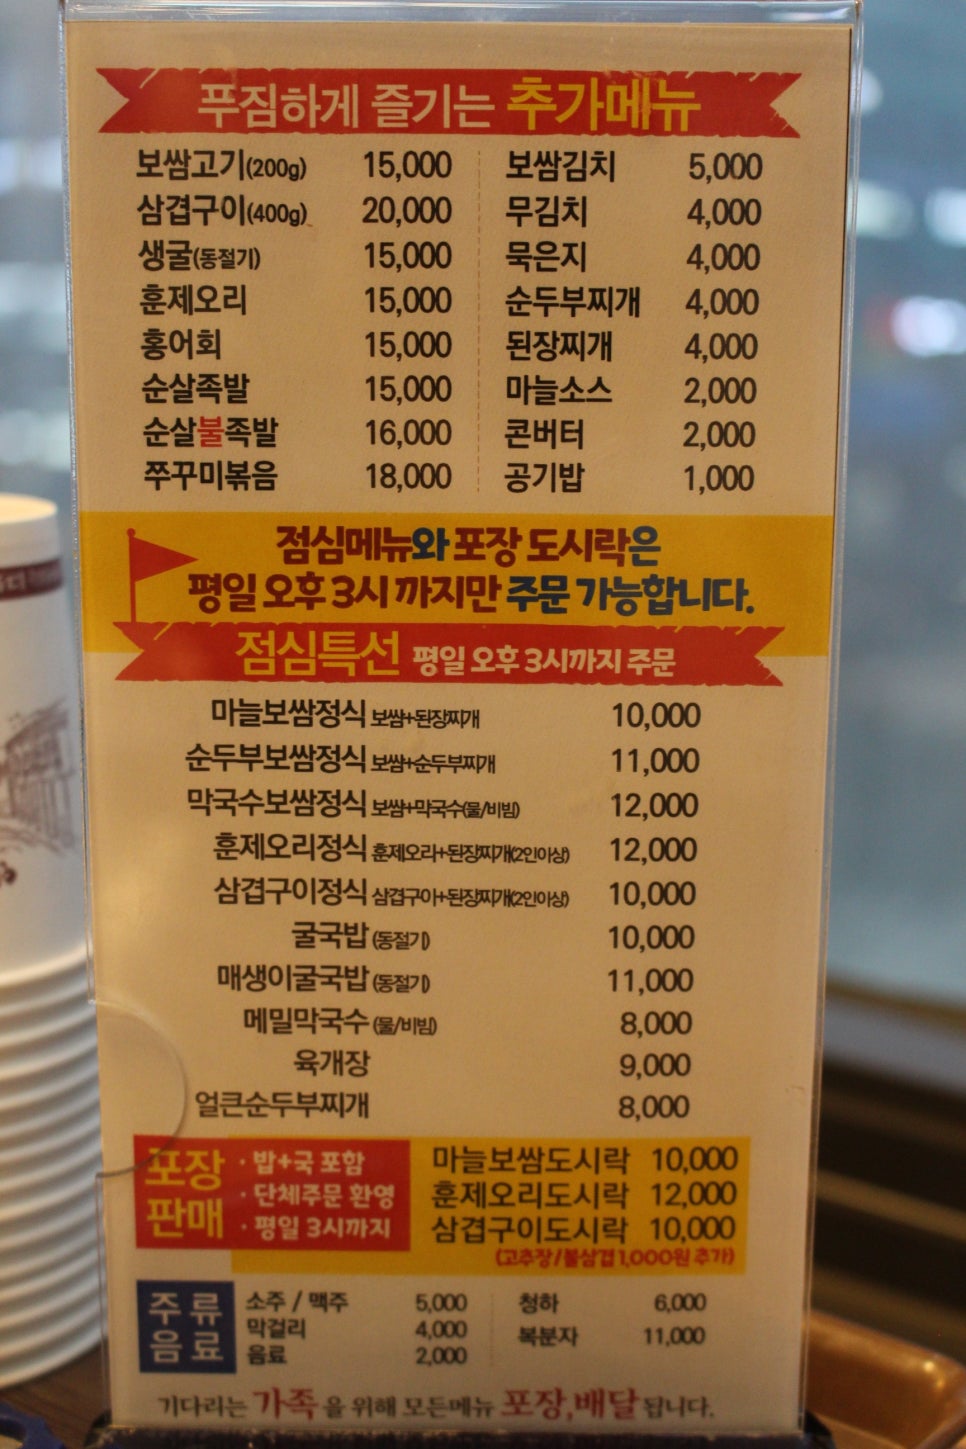 푸짐하게 즐기는 추가메뉴
보쌈고기(200g) 15,000
삼겹구이(400g) 20,000
생굴(동절기) 15,000
훈제오리 15,000
홍어회 15,000
순살족발 15,000
순살불족발 16,000
쭈꾸미볶음 18,000
보쌈김치 5,000
무김치 4,000
묵은지 4,000
순두부찌개 4,000
된장찌개 4,000
마늘소스 2,000
콘버터 2,000
공기밥 1,000
점심메뉴와 포장 도시락은
평일 오후 3시 까지만 주문 가능합니다.
점심특선 평일 오후 3시까지 주문
마늘보쌈정식 보쌈+된장찌개 10,000
순두부보쌈정식 보쌈+순두부찌개 11,000
막국수보쌈정식 보쌈+막국수(물/비빔) 12,000
훈제오리정식 훈제오리+된장찌개(2인이상) 12,000
삼겹구이정식 삼겹구이+된장찌개(2인이상) 10,000
굴국밥 (동절기) 10,000
매생이굴국밥 (동절기) 11,000
메밀막국수 (물/비빔) 8,000
육개장 9,000
얼큰순두부찌개 8,000
포장
판매
· 밥+국 포함
· 단체주문 환영
· 평일 3시까지
마늘보쌈도시락 10,000
훈제오리도시락 12,000
삼겹구이도시락 10,000
(고추장/불삼겹 1,000원 추가)
주류
음료
소주 / 맥주 5,000
막걸리 4,000
음료 2,000
청하 6,000
복분자 11,000
기다리는 가족을 위해 모든메뉴 포장,배달 됩니다.